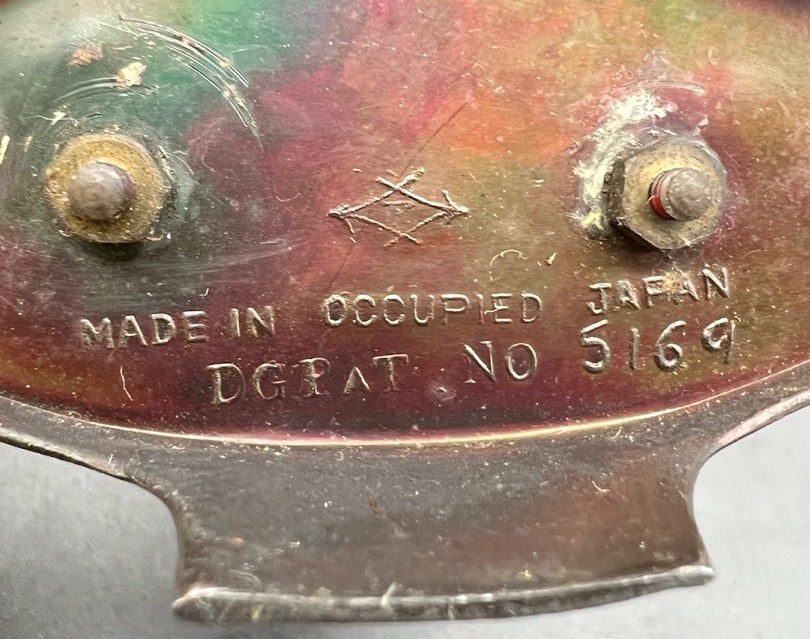 MADE IN OCCUPIED JAPAN
DGPAT. NO 5169